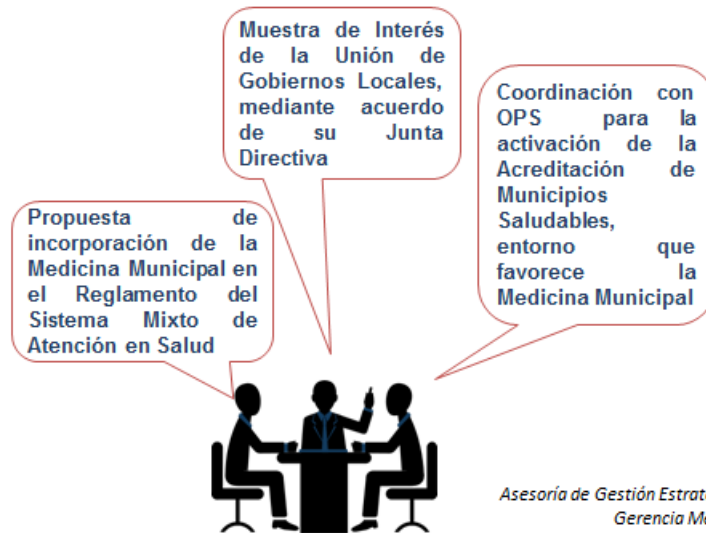 Muestra de Interés
de la Unión de
Gobiernos Locales,
mediante acuerdo
de su Junta
Directiva
Coordinación con
OPS para la
activación de la
Acreditación de
Municipios
Saludables,
entorno que
favorece la
Medicina Municipal
Propuesta de
incorporación de la
Medicina Municipal en
el Reglamento del
Sistema Mixto de
Atención en Salud
Asesoría de Gestión
Gerencia